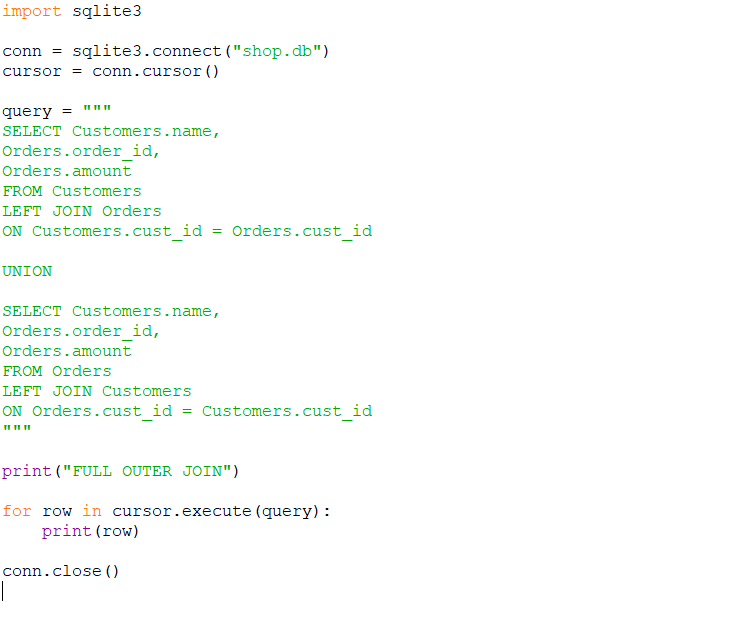 import sqlite3

conn = sqlite3.connect("shop.db")
cursor = conn.cursor()

query = """
SELECT Customers.name,
Orders.order_id,
Orders.amount
FROM Customers
LEFT JOIN Orders
ON Customers.cust_id = Orders.cust_id

UNION

SELECT Customers.name,
Orders.order_id,
Orders.amount
FROM Orders
LEFT JOIN Customers
ON Orders.cust_id = Customers.cust_id
"""

print("FULL OUTER JOIN")

for row in cursor.execute(query):
    print(row)

conn.close()